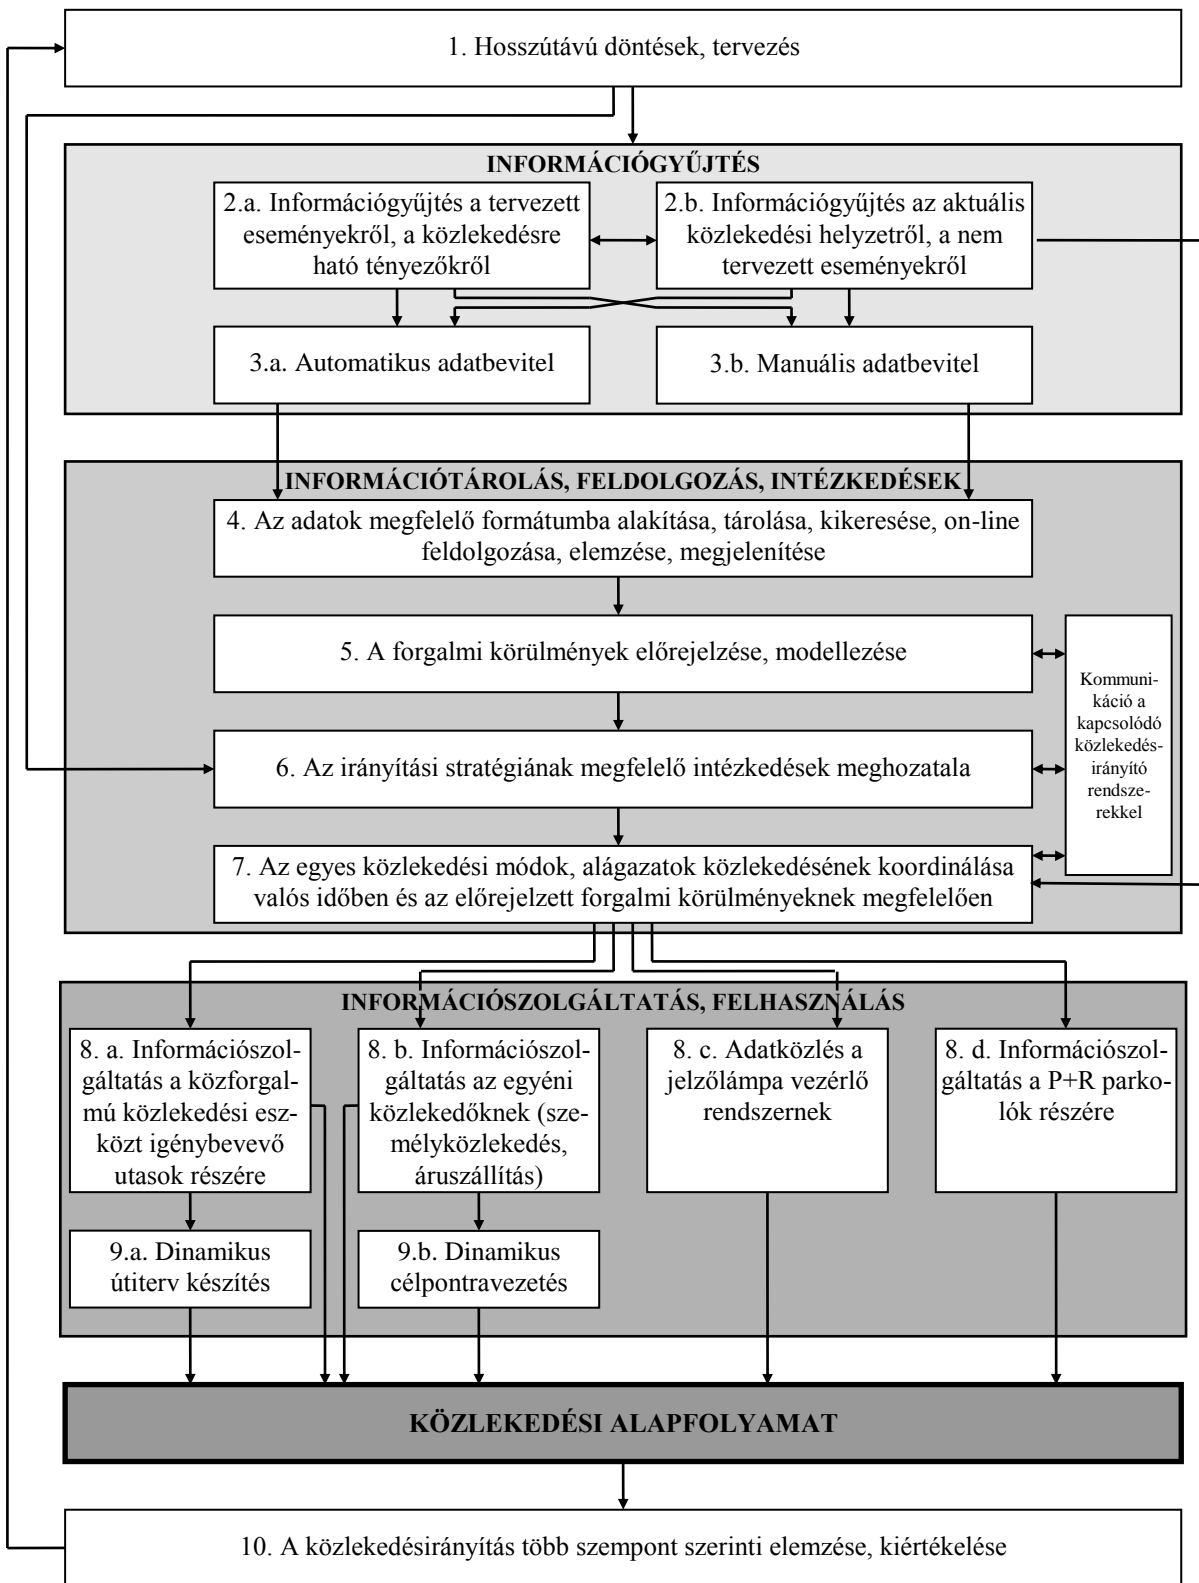 1. Hosszútávú döntések, tervezés
INFORMÁCIÓGYŰJTÉS
2.a. Információgyűjtés a tervezett
eseményekről, a közlekedésre
ható tényezőkről
2.b. Információgyűjtés az aktuális
közlekedési helyzetről, a nem
tervezett eseményekről
3.a. Automatikus adatbevitel
3.b. Manuális adatbevitel
INFORMÁCIÓTÁROLÁS, FELDOLGOZÁS, INTÉZKEDÉSEK
4. Az adatok megfelelő formátumba alakítása, tárolása, kikeresése, on-line
feldolgozása, elemzése, megjelenítése
5. A forgalmi körülmények előrejelzése, modellezése
Kommuni-
káció a
kapcsolódó
közlekedés-
irányító
rendsze-
rekkel
6. Az irányítási stratégiának megfelelő intézkedések meghozatala
7. Az egyes közlekedési módok, alágazatok közlekedésének koordinálása
valós időben és az előrejelzett forgalmi körülményeknek megfelelően
INFORMÁCIÓSZOLGÁLTATÁS, FELHASZNÁLÁS
8. a. Információszol-
gáltatás a közforgal-
mú közlekedési esz-
közt igénybevevő
utasok részére
8. b. Információszol-
gáltatás az egyéni
közlekedőknek (sze-
mélyközlekedés,
áruszállítás)
8. c. Adatközlés a
jelzőlámpa vezérlő
rendszernek
8. d. Információszol-
gáltatás a P+R parko-
lók részére
9.a. Dinamikus
útiterv készítés
9.b. Dinamikus
célpontravezetés
KÖZLEKEDÉSI ALAPFOLYAMAT
10. A közlekedésirányítás több szempont szerinti elemzése, kiértékelése